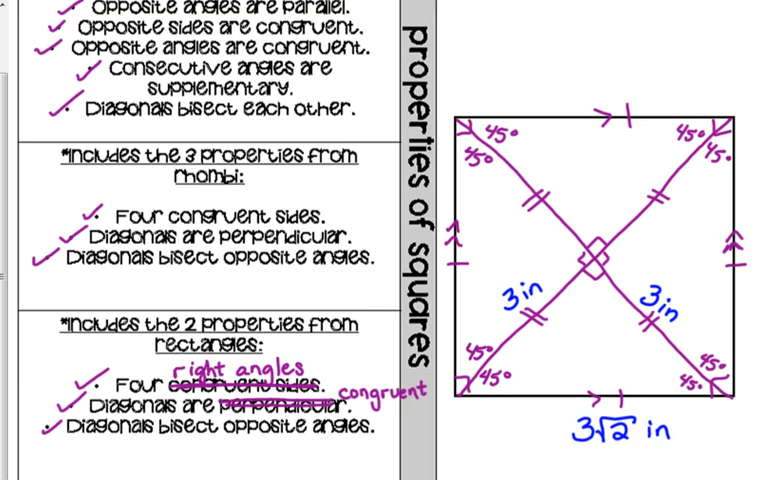 Opposite angles are parallel.
Opposite sides are congruent.
Opposite angles are congruent.
Consecutive angles are
supplementary.
Diagonals bisect each other.
*Includes the 3 properties from
rhombi:
Four congruent sides.
Diagonals are perpendicular.
Diagonals bisect opposite angles.
*Includes the 2 properties from
rectangles:
right angles
Four congruent sides.
congruent
Diagonals are perpendicular.
Diagonals bisect opposite angles.
properties of squares
45° 45°
45° 45°
3in 3in
45° 45°
45° 45°
3√2 in